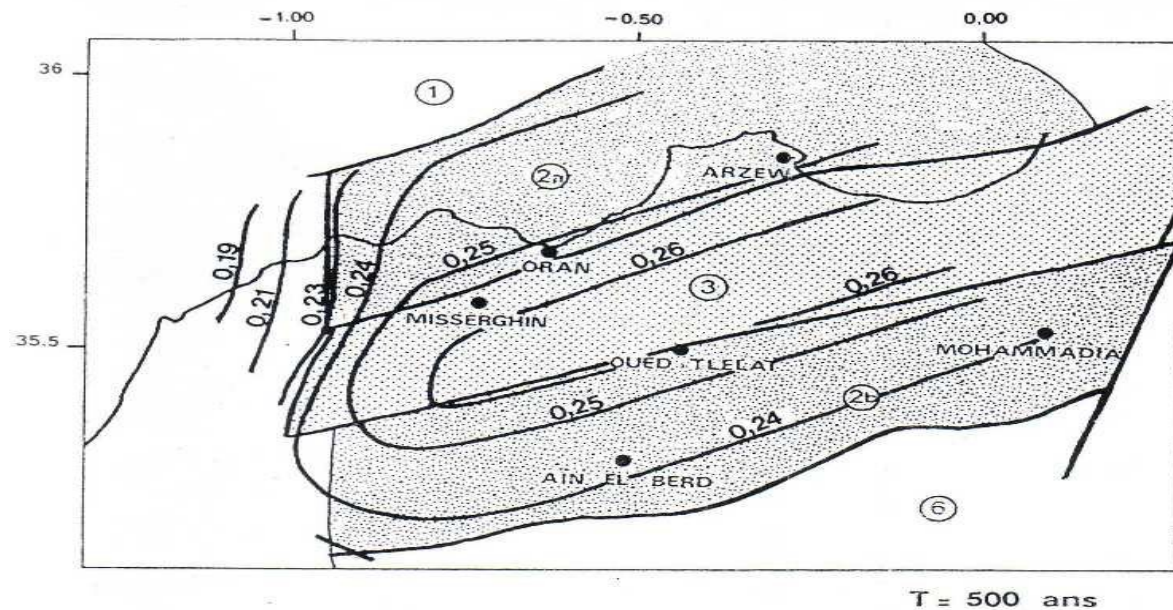 -1.00 -0.50 0,00
36
1
2a
ARZEW
0,19
0,21
0,23
0,24
0,25
ORAN
0,26
3
0,26
MISSERGHIN
35.5
OUED TLELAT
MOHAMMADIA
0,25
0,24
2b
AIN EL BERD
6
T = 500 ans